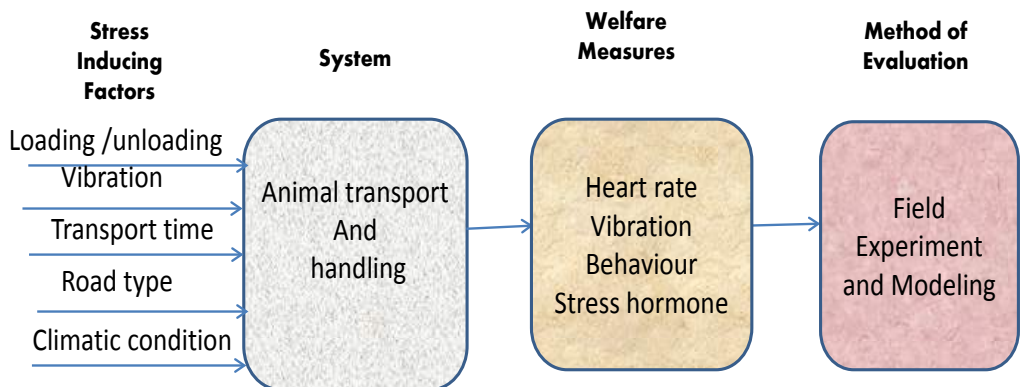 Stress
Inducing
Factors
System
Welfare
Measures
Method of
Evaluation
Loading /unloading
Vibration
Transport time
Road type
Climatic condition
Animal transport
And
handling
Heart rate
Vibration
Behaviour
Stress hormone
Field
Experiment
and Modeling